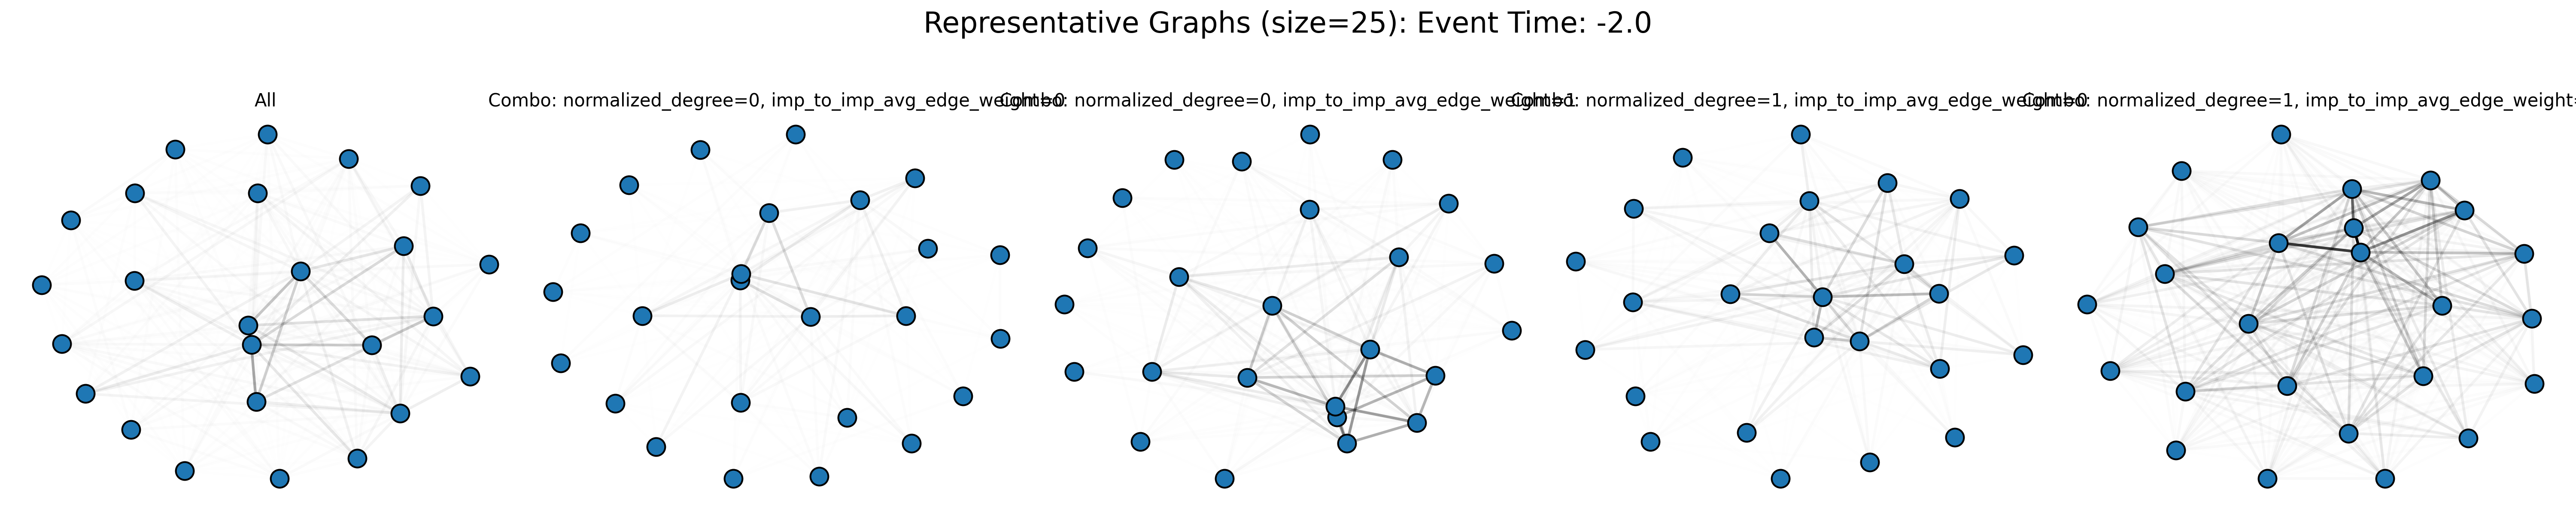 Representative Graphs (size=25): Event Time: -2.0
All
Combo: normalized_degree=0, imp_to_imp_avg_edge_weight=0
Combo: normalized_degree=0, imp_to_imp_avg_edge_weight=1
Combo: normalized_degree=1, imp_to_imp_avg_edge_weight=0
Combo: normalized_degree=1, imp_to_imp_avg_edge_weight=